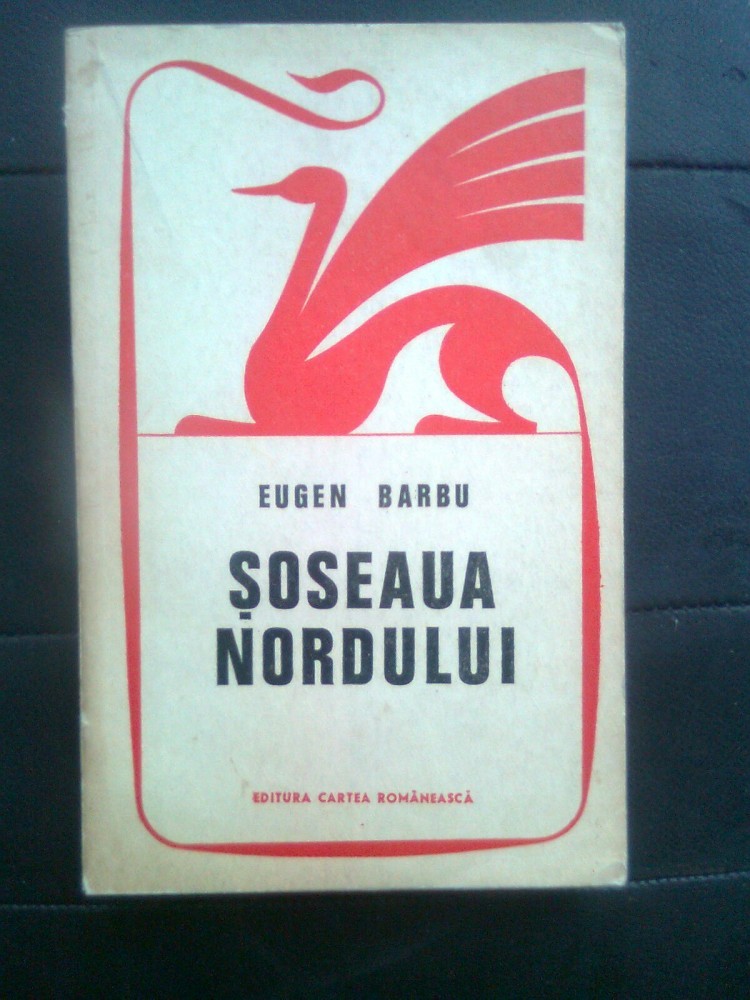 EUGEN BARBU
ȘOSEAUA
NORDULUI
EDITURA CARTEA ROMÂNEASCĂ